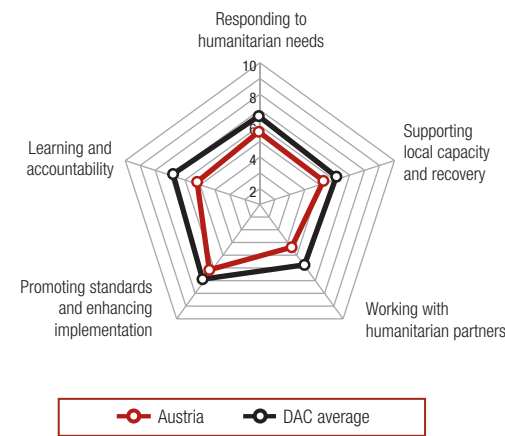 Responding to
humanitarian needs
10
8
6
4
2
Supporting
local capacity
and recovery
Learning and
accountability
Promoting standards
and enhancing
implementation
Working with
humanitarian partners
Austria
DAC average